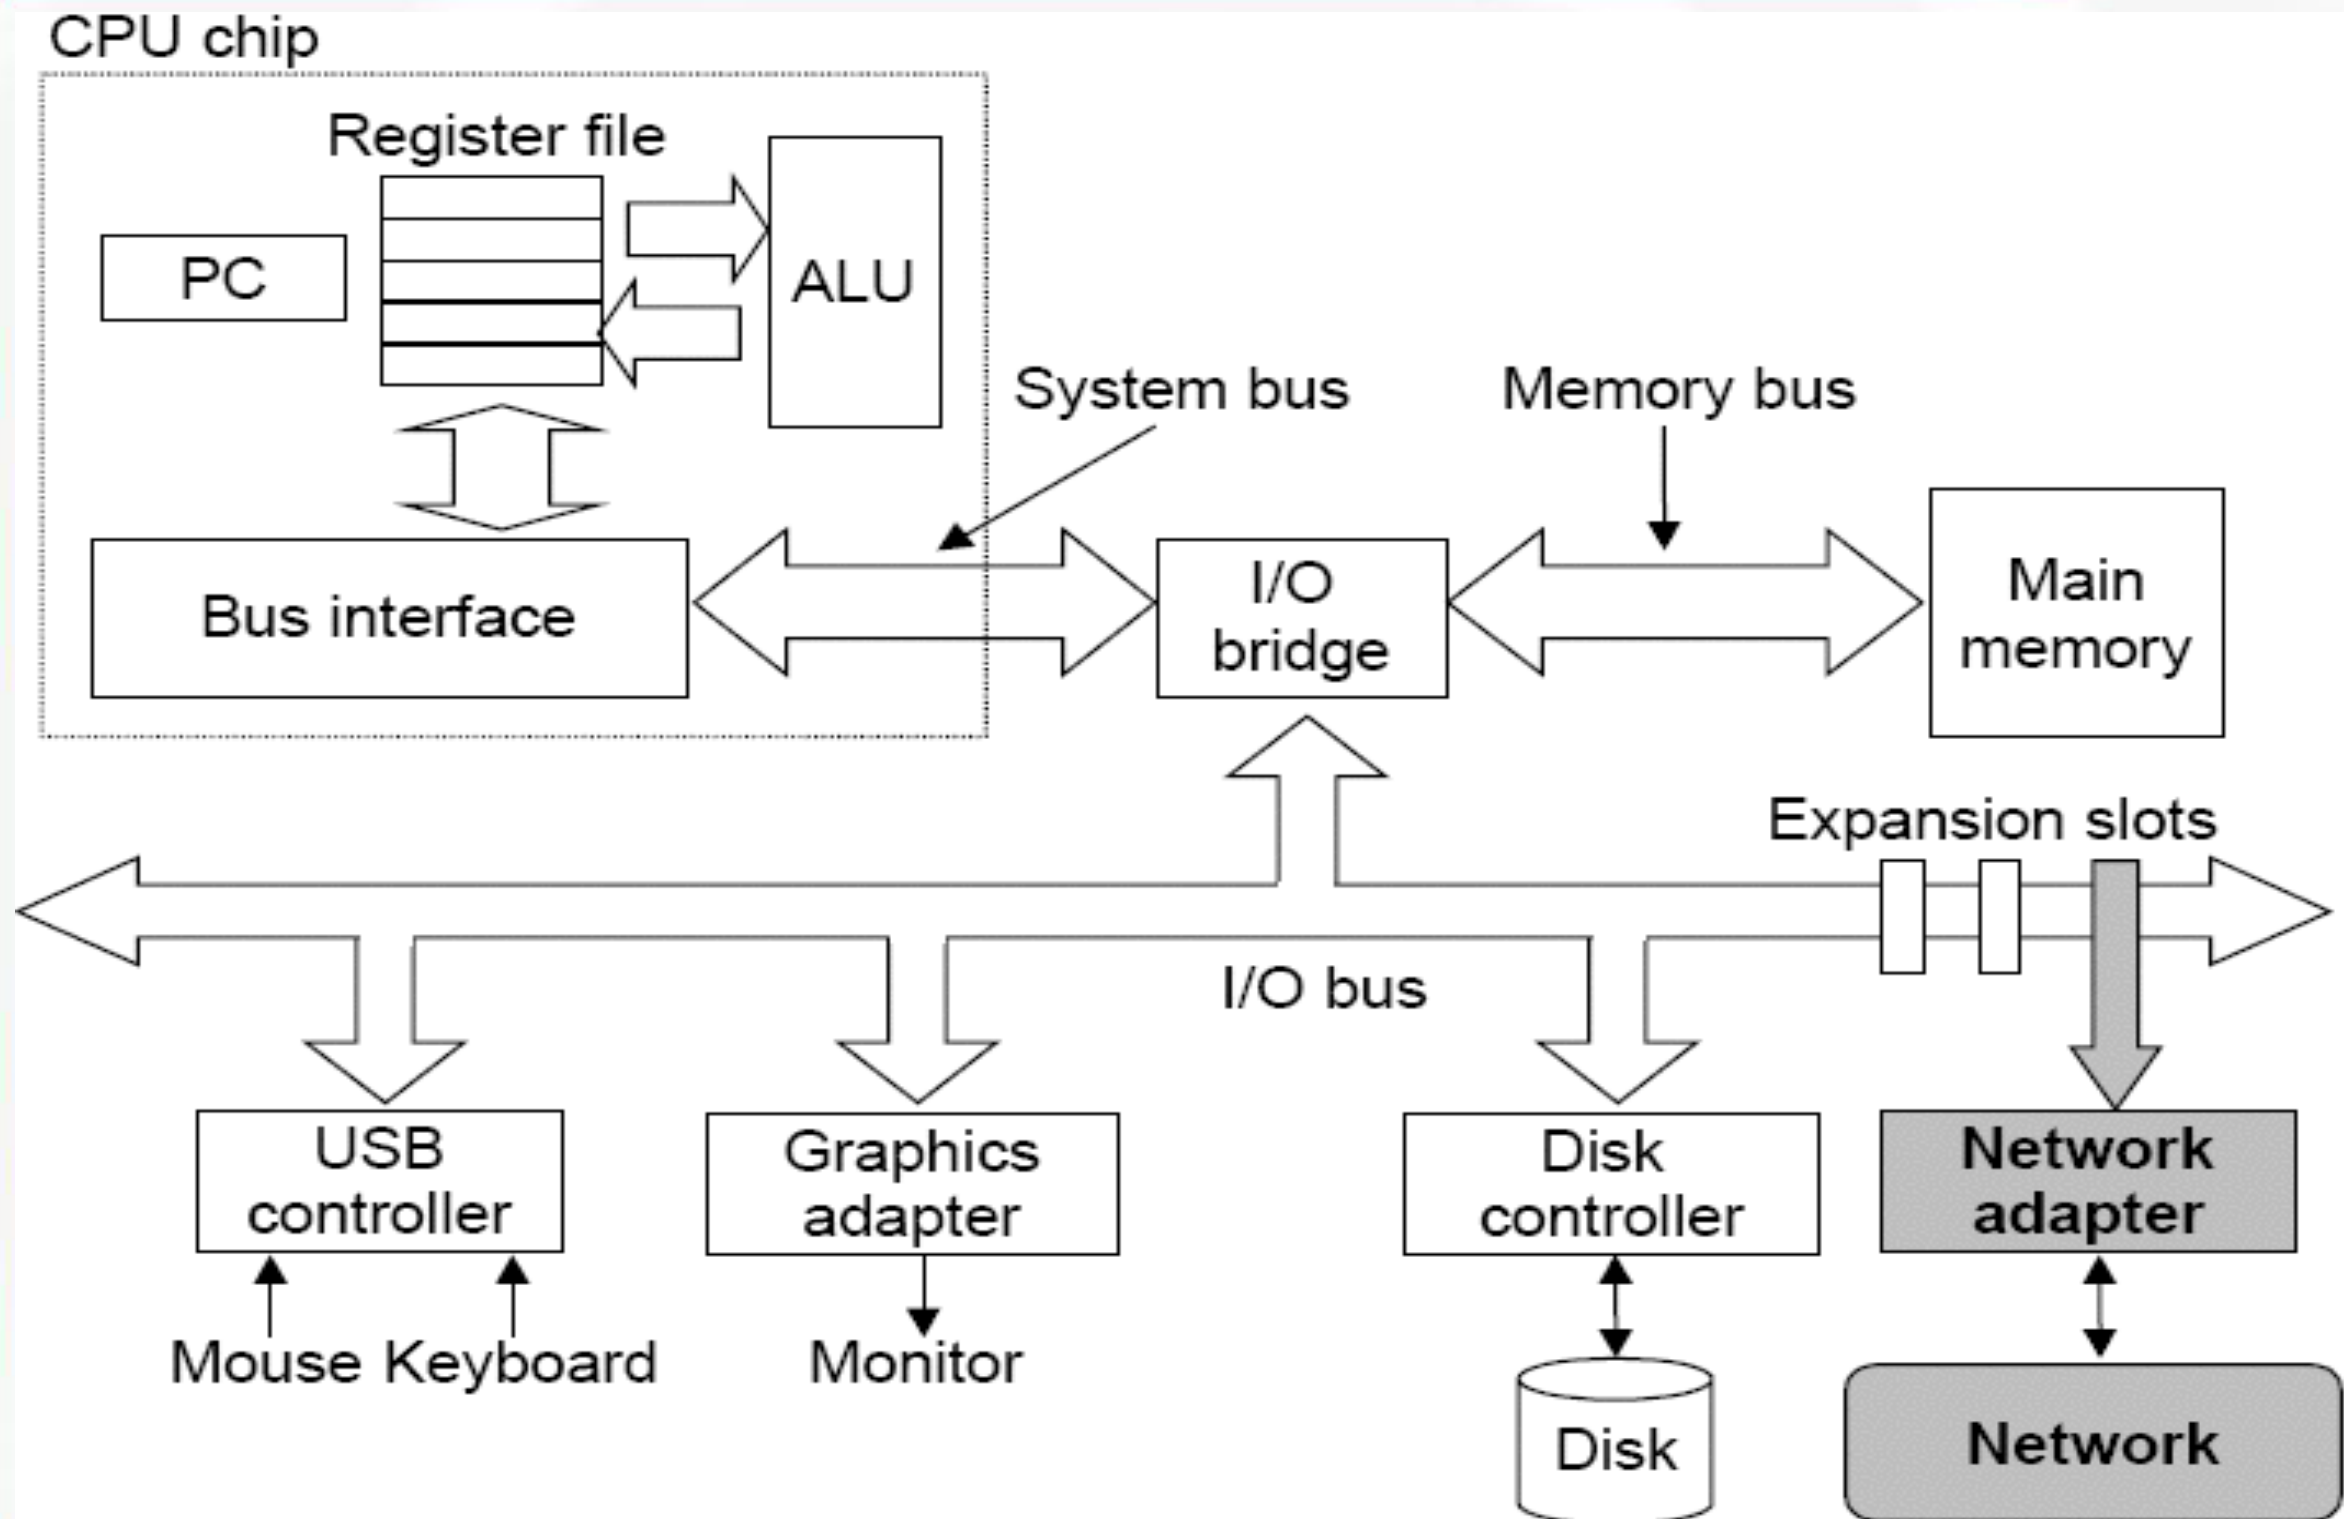 CPU chip
Register file
PC
ALU
System bus
Memory bus
Bus interface
I/O
bridge
Main
memory
Expansion slots
I/O bus
USB
controller
Graphics
adapter
Disk
controller
Network
adapter
Mouse Keyboard
Monitor
Disk
Network